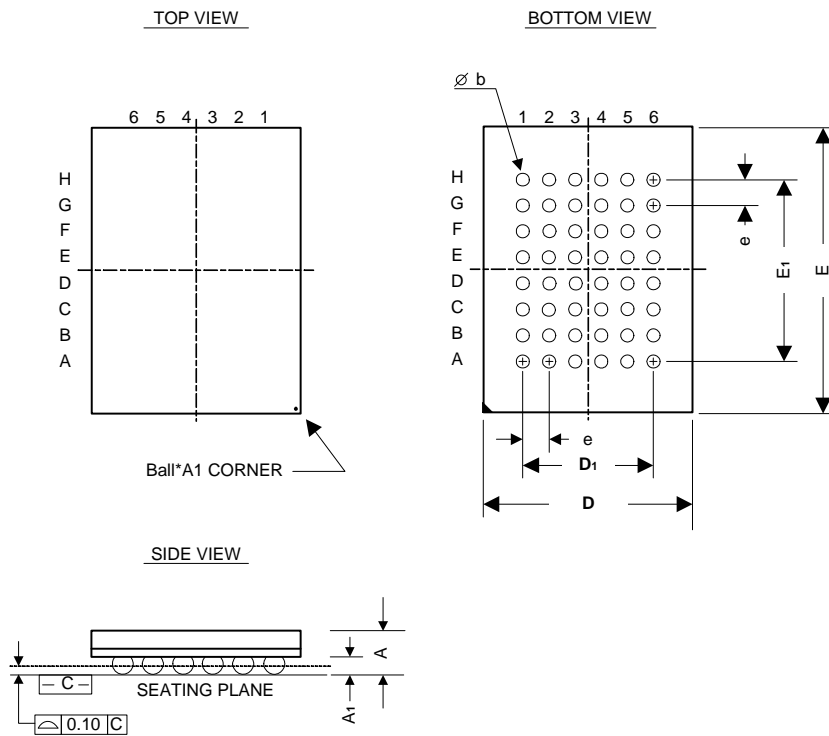 TOP VIEW
6 5 4 3 2 1
H
G
F
E
D
C
B
A
Ball*A1 CORNER
BOTTOM VIEW
Ø b
1 2 3 4 5 6
H
G
F
E
D
C
B
A
e
E1
E
e
D1
D
SIDE VIEW
A
A1
– C –
SEATING PLANE
⌓ 0.10 C